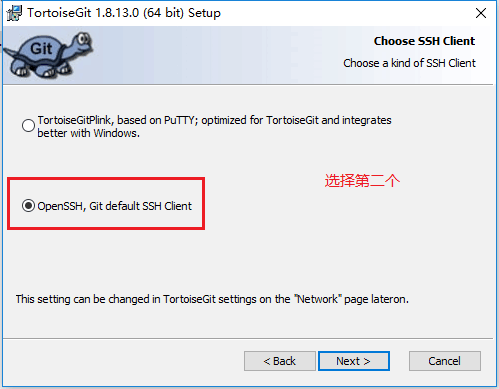 TortoiseGit 1.8.13.0 (64 bit) Setup
Git
Choose SSH Client
Choose a kind of SSH Client
TortoiseGitPlink, based on PuTTY; optimized for TortoiseGit and integrates
better with Windows.
选择第二个
OpenSSH, Git default SSH Client
This setting can be changed in TortoiseGit settings on the "Network" page lateron.
< Back
Next >
Cancel